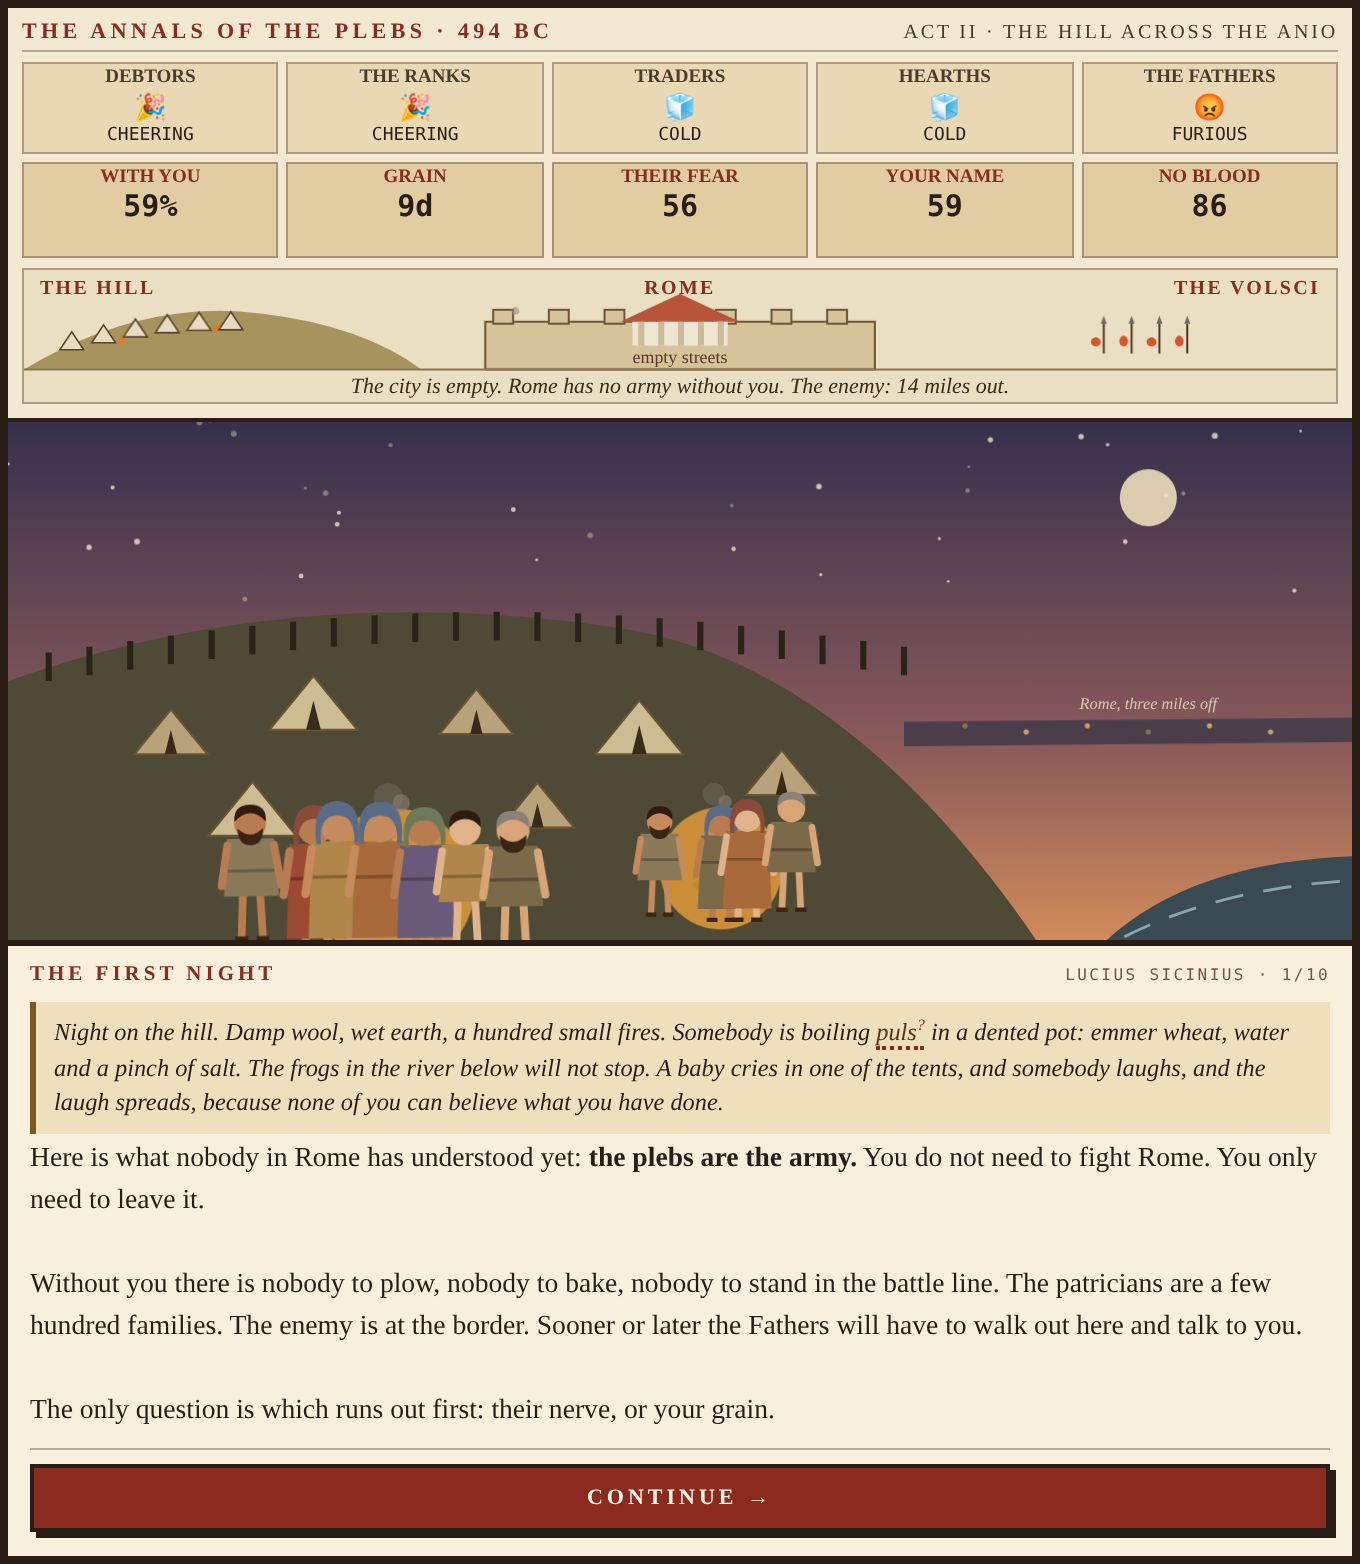 THE ANNALS OF THE PLEBS · 494 BC
ACT II · THE HILL ACROSS THE ANIO
DEBTORS
CHEERING
THE RANKS
CHEERING
TRADERS
COLD
HEARTHS
COLD
THE FATHERS
FURIOUS
WITH YOU
59%
GRAIN
9d
THEIR FEAR
56
YOUR NAME
59
NO BLOOD
86
THE HILL
ROME
THE VOLSCI
empty streets
The city is empty. Rome has no army without you. The enemy: 14 miles out.
Rome, three miles off
THE FIRST NIGHT
LUCIUS SICINIUS · 1/10
Night on the hill. Damp wool, wet earth, a hundred small fires. Somebody is boiling puls? in a dented pot: emmer wheat, water
and a pinch of salt. The frogs in the river below will not stop. A baby cries in one of the tents, and somebody laughs, and the
laugh spreads, because none of you can believe what you have done.
Here is what nobody in Rome has understood yet: the plebs are the army. You do not need to fight Rome. You only
need to leave it.
Without you there is nobody to plow, nobody to bake, nobody to stand in the battle line. The patricians are a few
hundred families. The enemy is at the border. Sooner or later the Fathers will have to walk out here and talk to you.
The only question is which runs out first: their nerve, or your grain.
CONTINUE →